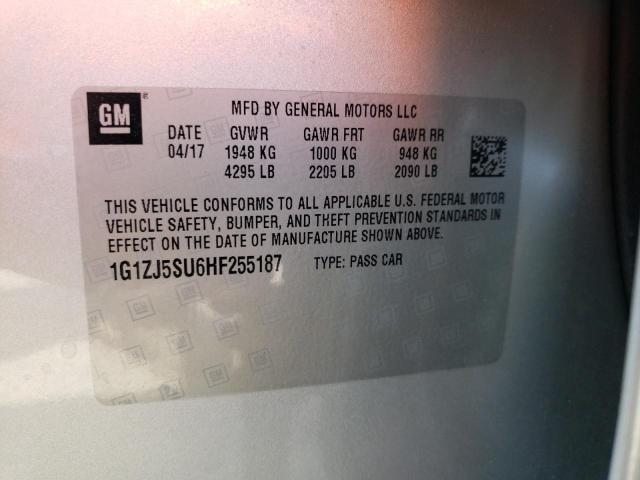 GM ®
MFD BY GENERAL MOTORS LLC
DATE GVWR GAWR FRT GAWR RR
04/17 1948 KG 1000 KG 948 KG
4295 LB 2205 LB 2090 LB
THIS VEHICLE CONFORMS TO ALL APPLICABLE U.S. FEDERAL MOTOR
VEHICLE SAFETY, BUMPER, AND THEFT PREVENTION STANDARDS IN
EFFECT ON THE DATE OF MANUFACTURE SHOWN ABOVE.
1G1ZJ5SU6HF255187 TYPE: PASS CAR